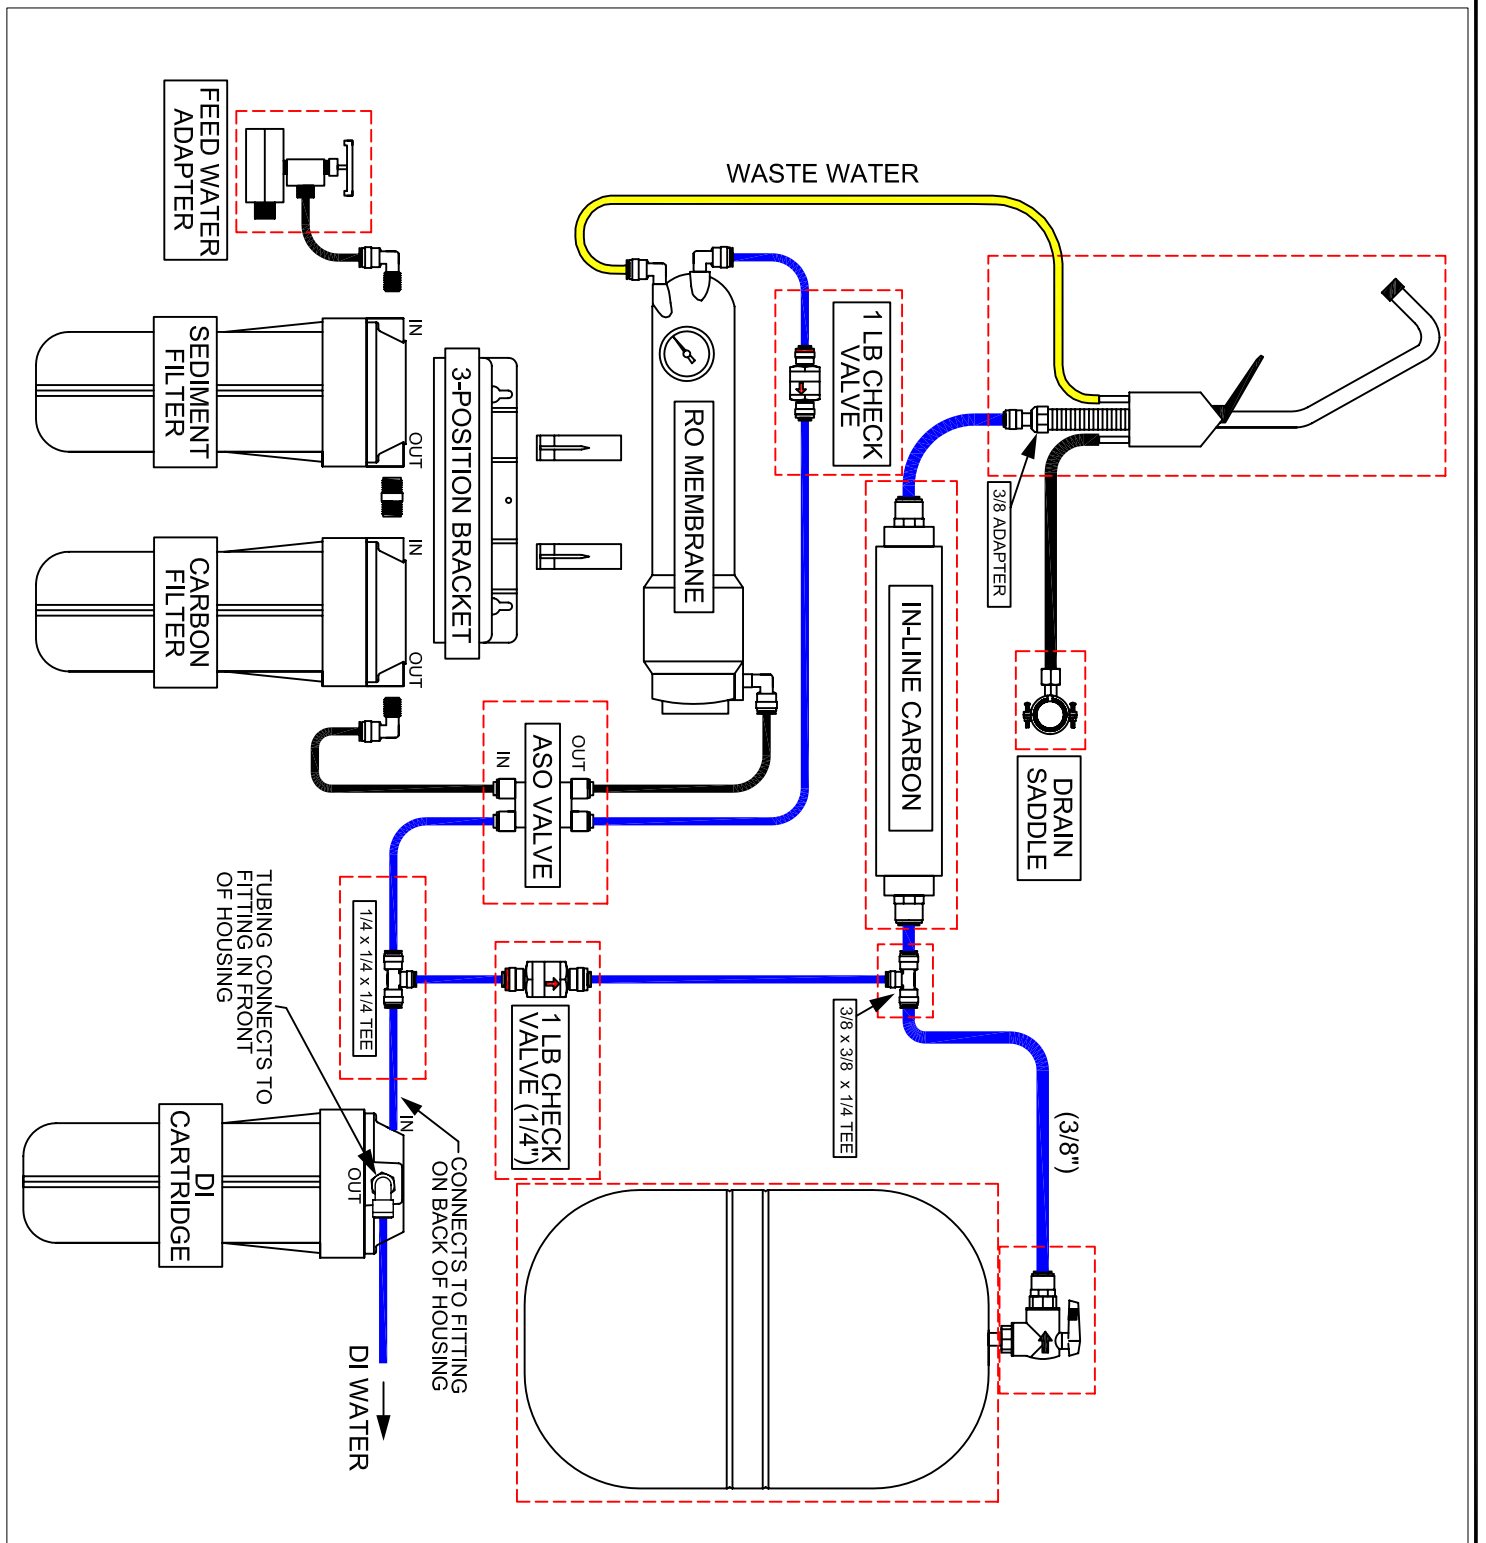 FEED WATER
ADAPTER
WASTE WATER
IN
SEDIMENT
FILTER
OUT
3-POSITION BRACKET
RO MEMBRANE
1 LB CHECK
VALVE
3/8 ADAPTER
IN
CARBON
FILTER
OUT
IN-LINE CARBON
DRAIN
SADDLE
IN
OUT
ASO VALVE
1/4 x 1/4 x 1/4 TEE
TUBING CONNECTS TO
FITTING IN FRONT
OF HOUSING
1 LB CHECK
VALVE (1/4")
3/8 x 3/8 x 1/4 TEE
(3/8")
IN
OUT
DI
CARTRIDGE
CONNECTS TO FITTING
ON BACK OF HOUSING
DI WATER